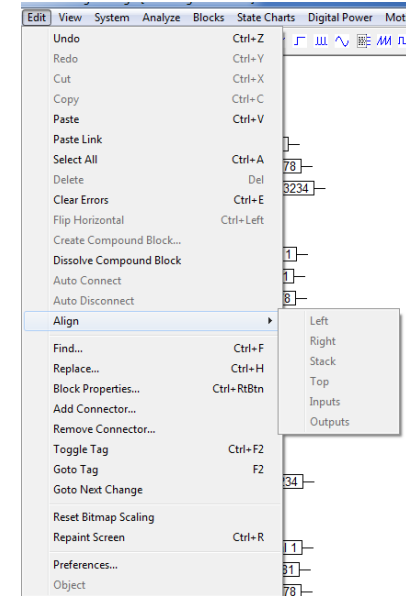 Edit View System Analyze Blocks State Charts Digital Power Mot
Undo Ctrl+Z
Redo Ctrl+Y
Cut Ctrl+X
Copy Ctrl+C
Paste Ctrl+V
Paste Link
Select All Ctrl+A
78
Delete Del
3234
Clear Errors Ctrl+E
Flip Horizontal Ctrl+Left
Create Compound Block...
1
Dissolve Compound Block
Auto Connect
1
Auto Disconnect
8
Align
Left
Right
Stack
Top
Inputs
Outputs
Find... Ctrl+F
Replace... Ctrl+H
Block Properties... Ctrl+RtBtn
Add Connector...
Remove Connector...
Toggle Tag Ctrl+F2
Goto Tag F2
234
Goto Next Change
Reset Bitmap Scaling
Repaint Screen Ctrl+R
1
Preferences...
81
Object
78